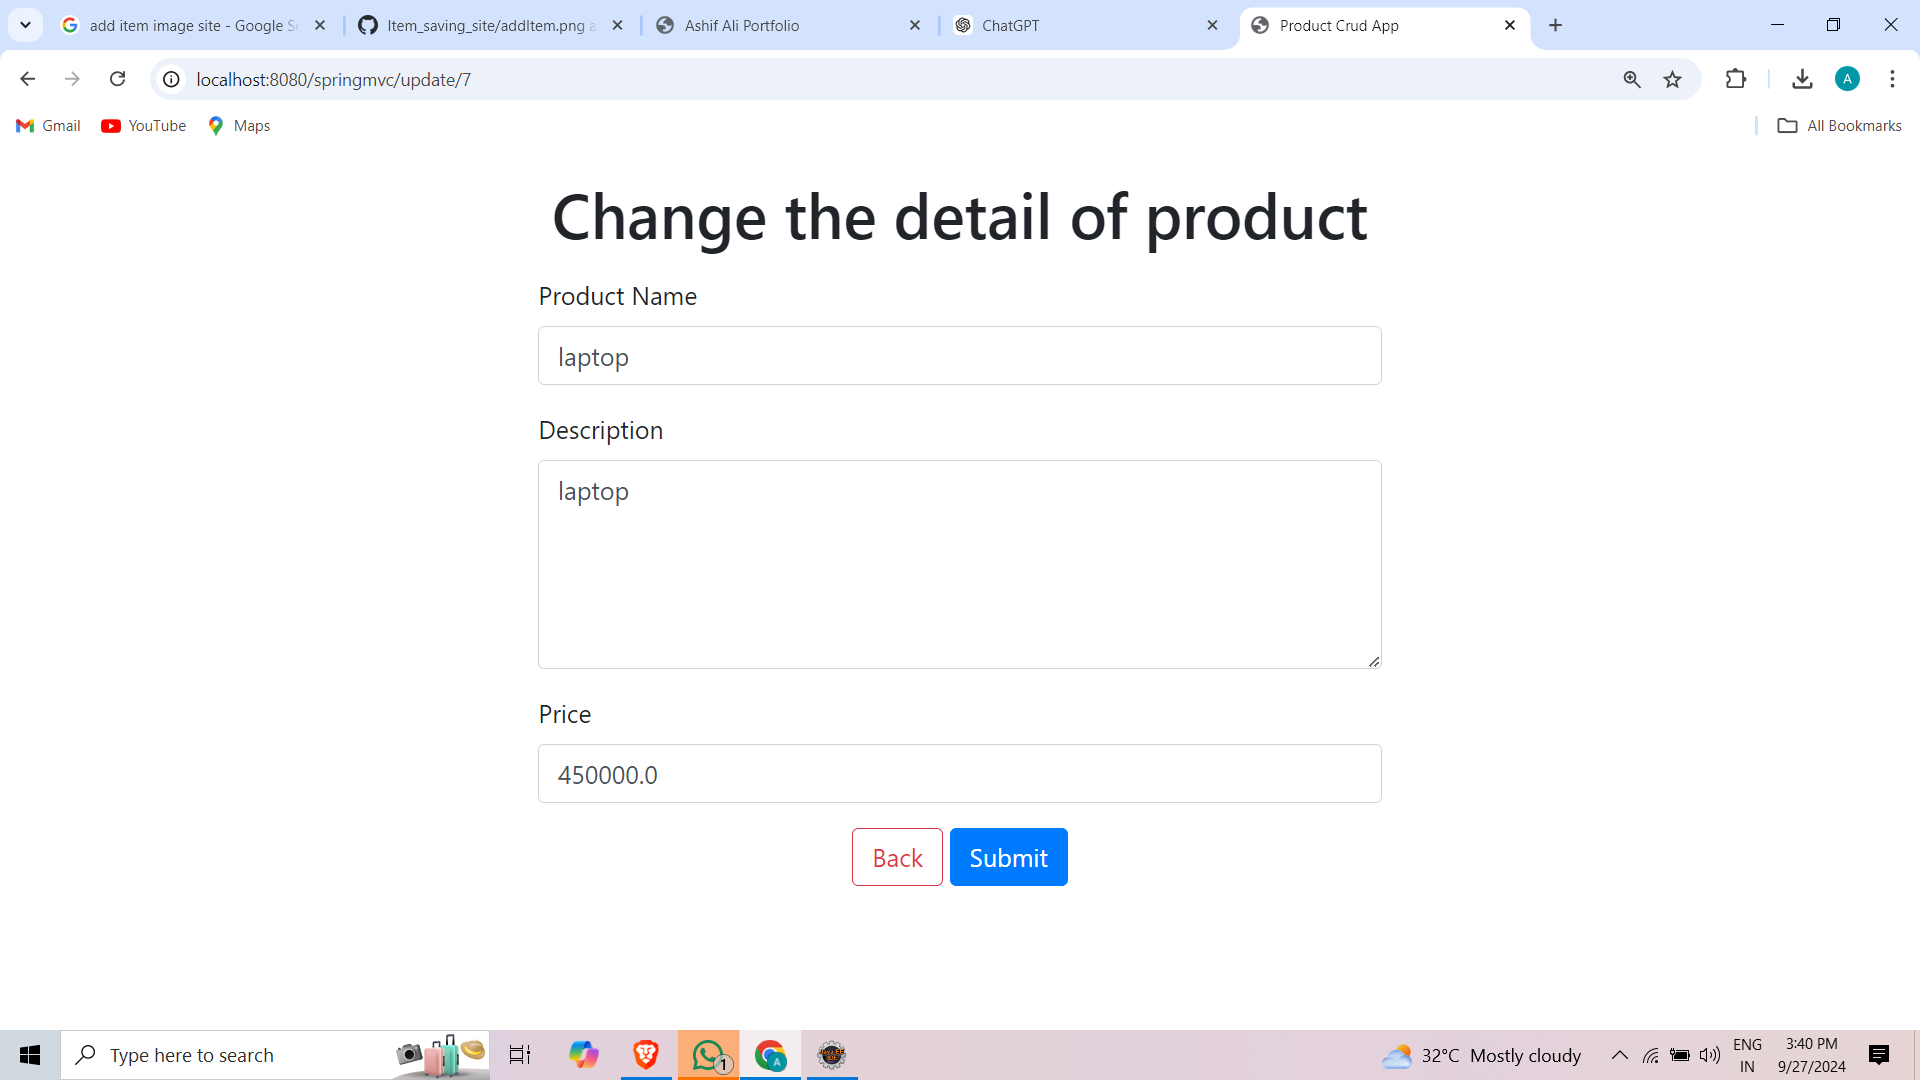 add item image site - Google S
Item_saving_site/addItem.png a
Ashif Ali Portfolio
ChatGPT
Product Crud App
localhost:8080/springmvc/update/7
A
Gmail
YouTube
Maps
All Bookmarks
Change the detail of product
Product Name
laptop
Description
laptop
Price
450000.0
Back
Submit
Type here to search
1
A
32°C Mostly cloudy
ENG
IN
3:40 PM
9/27/2024